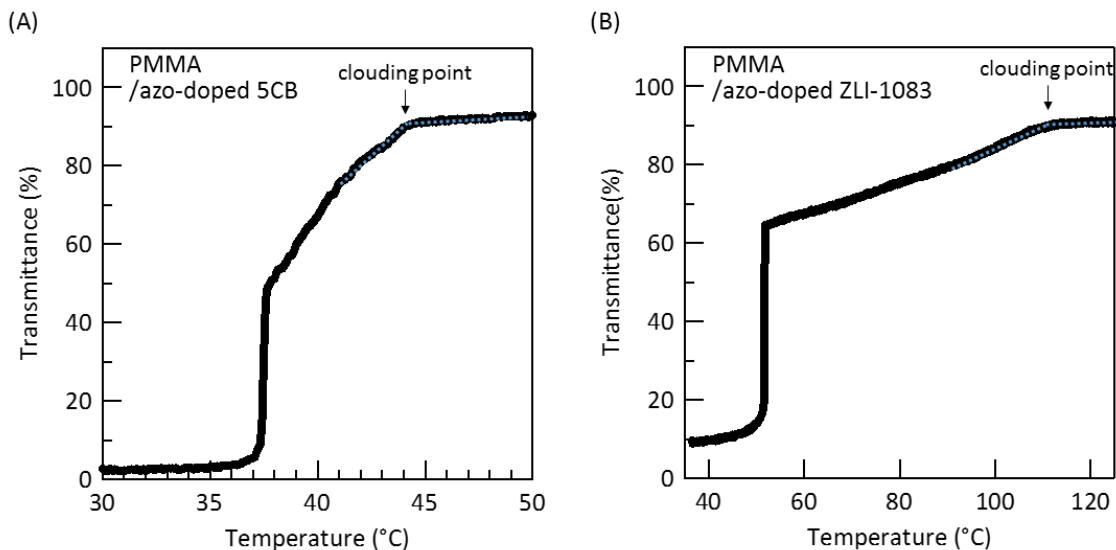 (A)
PMMA
/azo-doped 5CB
clouding point
100
80
60
40
20
0
30
35
40
45
50
Transmittance (%)
Temperature (°C)
(B)
PMMA
/azo-doped ZLI-1083
clouding point
100
80
60
40
20
0
40
60
80
100
120
Transmittance(%)
Temperature (°C)